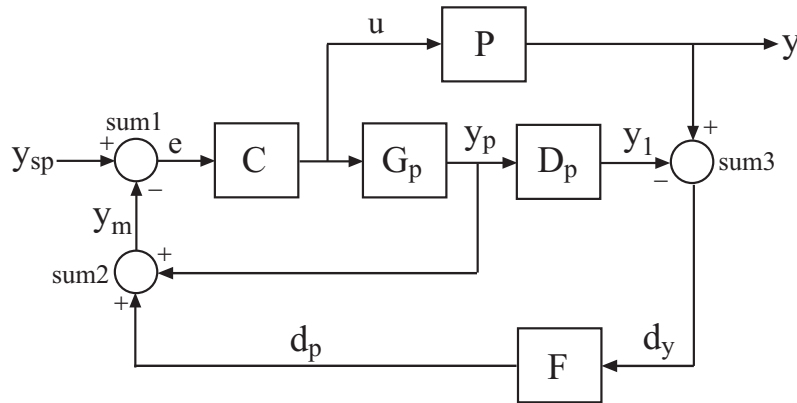 u
P
y
sum1
+
y_sp
e
C
G_p
y_p
D_p
y_1
+
−
sum3
−
y_m
sum2
+
+
d_p
F
d_y